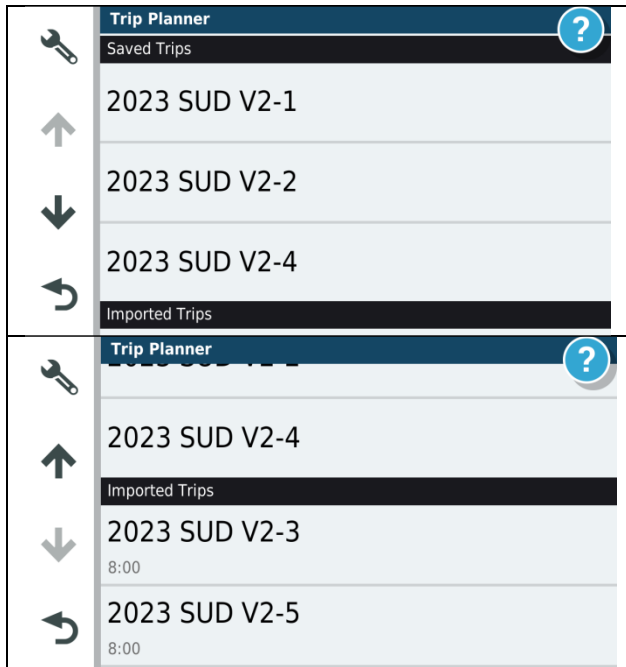 Trip Planner
?
Saved Trips
2023 SUD V2-1
2023 SUD V2-2
2023 SUD V2-4
Imported Trips
Trip Planner
?
2023 SUD V2-4
Imported Trips
2023 SUD V2-3
8:00
2023 SUD V2-5
8:00